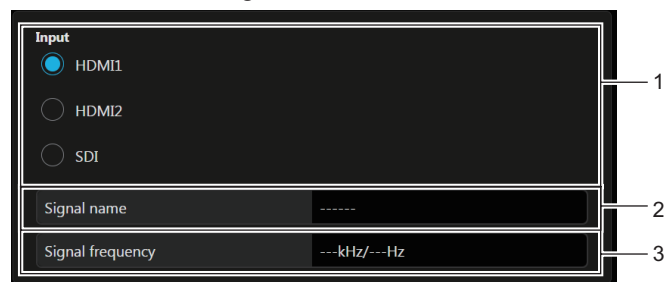 Input
HDMI1
1
HDMI2
SDI
Signal name ------ 2
Signal frequency ---kHz/---Hz 3